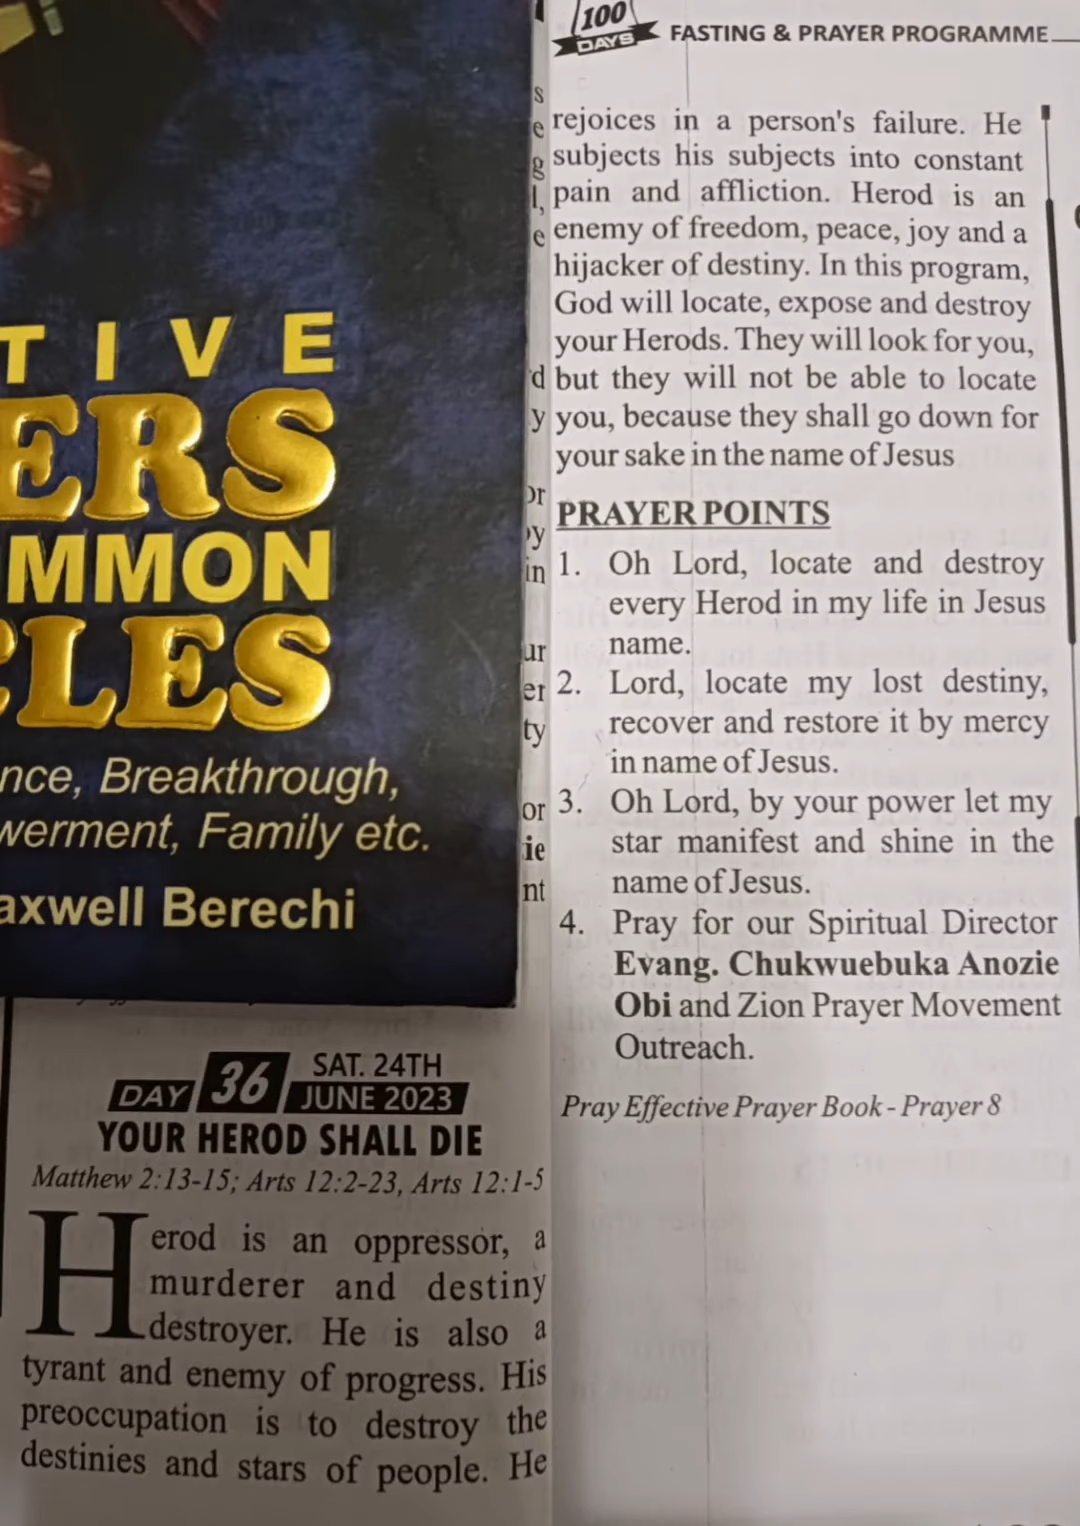 TIVE
ERS
MMON
CLES
nce, Breakthrough,
werment, Family etc.
axwell Berechi
DAY 36 SAT. 24TH
JUNE 2023
YOUR HEROD SHALL DIE
Matthew 2:13-15; Arts 12:2-23, Arts 12:1-5
Herod is an oppressor, a
murderer and destiny
destroyer. He is also a
tyrant and enemy of progress. His
preoccupation is to destroy the
destinies and stars of people. He
100
DAYS
FASTING & PRAYER PROGRAMME
rejoices in a person's failure. He
subjects his subjects into constant
pain and affliction. Herod is an
enemy of freedom, peace, joy and a
hijacker of destiny. In this program,
God will locate, expose and destroy
your Herods. They will look for you,
but they will not be able to locate
you, because they shall go down for
your sake in the name of Jesus
PRAYER POINTS
1. Oh Lord, locate and destroy
every Herod in my life in Jesus
name.
2. Lord, locate my lost destiny,
recover and restore it by mercy
in name of Jesus.
3. Oh Lord, by your power let my
star manifest and shine in the
name of Jesus.
4. Pray for our Spiritual Director
Evang. Chukwuebuka Anozie
Obi and Zion Prayer Movement
Outreach.
Pray Effective Prayer Book - Prayer 8